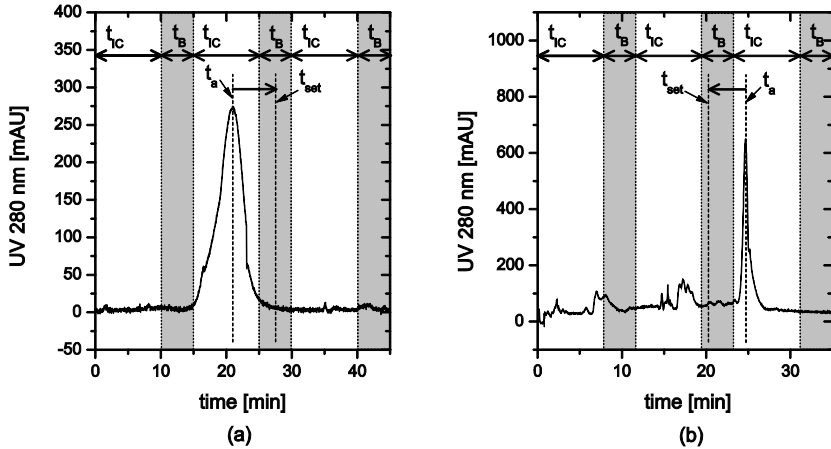 400
350
300
250
200
150
100
50
0
-50
UV 280 nm [mAU]
t_IC t_B t_IC t_B t_IC t_B
t_a
t_set
0 10 20 30 40
time [min]
(a)
1000
800
600
400
200
0
UV 280 nm [mAU]
t_IC t_B t_IC t_B t_IC t_B
t_set t_a
0 10 20 30
time [min]
(b)